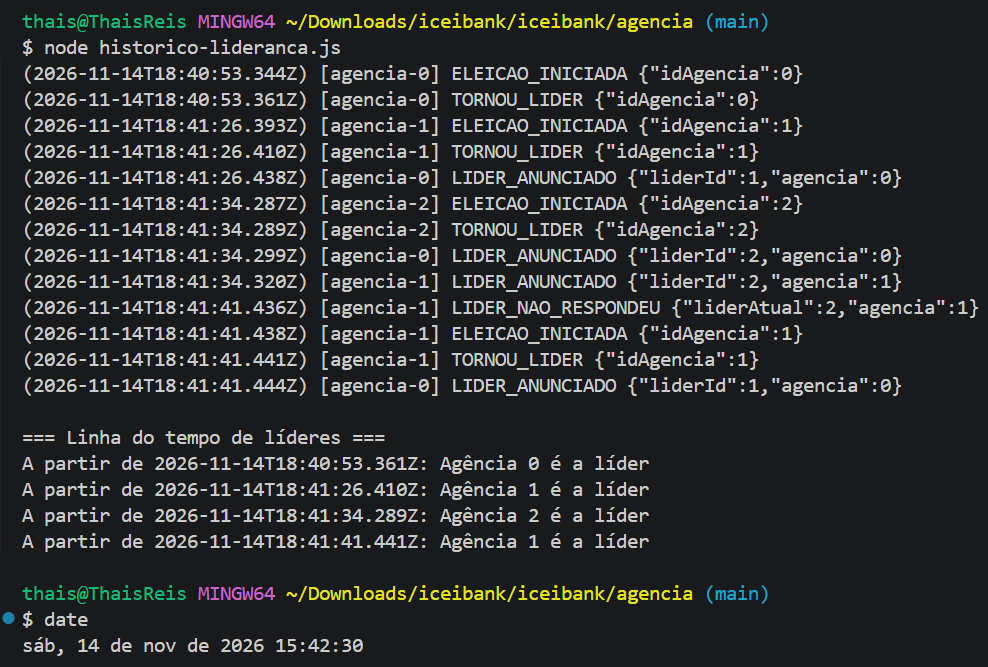 thais@ThaisReis MINGW64 ~/Downloads/iceibank/iceibank/agencia (main)
$ node historico-lideranca.js
(2026-11-14T18:40:53.344Z) [agencia-0] ELEICAO_INICIADA {"idAgencia":0}
(2026-11-14T18:40:53.361Z) [agencia-0] TORNOU_LIDER {"idAgencia":0}
(2026-11-14T18:41:26.393Z) [agencia-1] ELEICAO_INICIADA {"idAgencia":1}
(2026-11-14T18:41:26.410Z) [agencia-1] TORNOU_LIDER {"idAgencia":1}
(2026-11-14T18:41:26.438Z) [agencia-0] LIDER_ANUNCIADO {"liderId":1,"agencia":0}
(2026-11-14T18:41:34.287Z) [agencia-2] ELEICAO_INICIADA {"idAgencia":2}
(2026-11-14T18:41:34.289Z) [agencia-2] TORNOU_LIDER {"idAgencia":2}
(2026-11-14T18:41:34.299Z) [agencia-0] LIDER_ANUNCIADO {"liderId":2,"agencia":0}
(2026-11-14T18:41:34.320Z) [agencia-1] LIDER_ANUNCIADO {"liderId":2,"agencia":1}
(2026-11-14T18:41:41.436Z) [agencia-1] LIDER_NAO_RESPONDEU {"liderAtual":2,"agencia":1}
(2026-11-14T18:41:41.438Z) [agencia-1] ELEICAO_INICIADA {"idAgencia":1}
(2026-11-14T18:41:41.441Z) [agencia-1] TORNOU_LIDER {"idAgencia":1}
(2026-11-14T18:41:41.444Z) [agencia-0] LIDER_ANUNCIADO {"liderId":1,"agencia":0}
=== Linha do tempo de líderes ===
A partir de 2026-11-14T18:40:53.361Z: Agência 0 é a líder
A partir de 2026-11-14T18:41:26.410Z: Agência 1 é a líder
A partir de 2026-11-14T18:41:34.289Z: Agência 2 é a líder
A partir de 2026-11-14T18:41:41.441Z: Agência 1 é a líder
thais@ThaisReis MINGW64 ~/Downloads/iceibank/iceibank/agencia (main)
$ date
sáb, 14 de nov de 2026 15:42:30